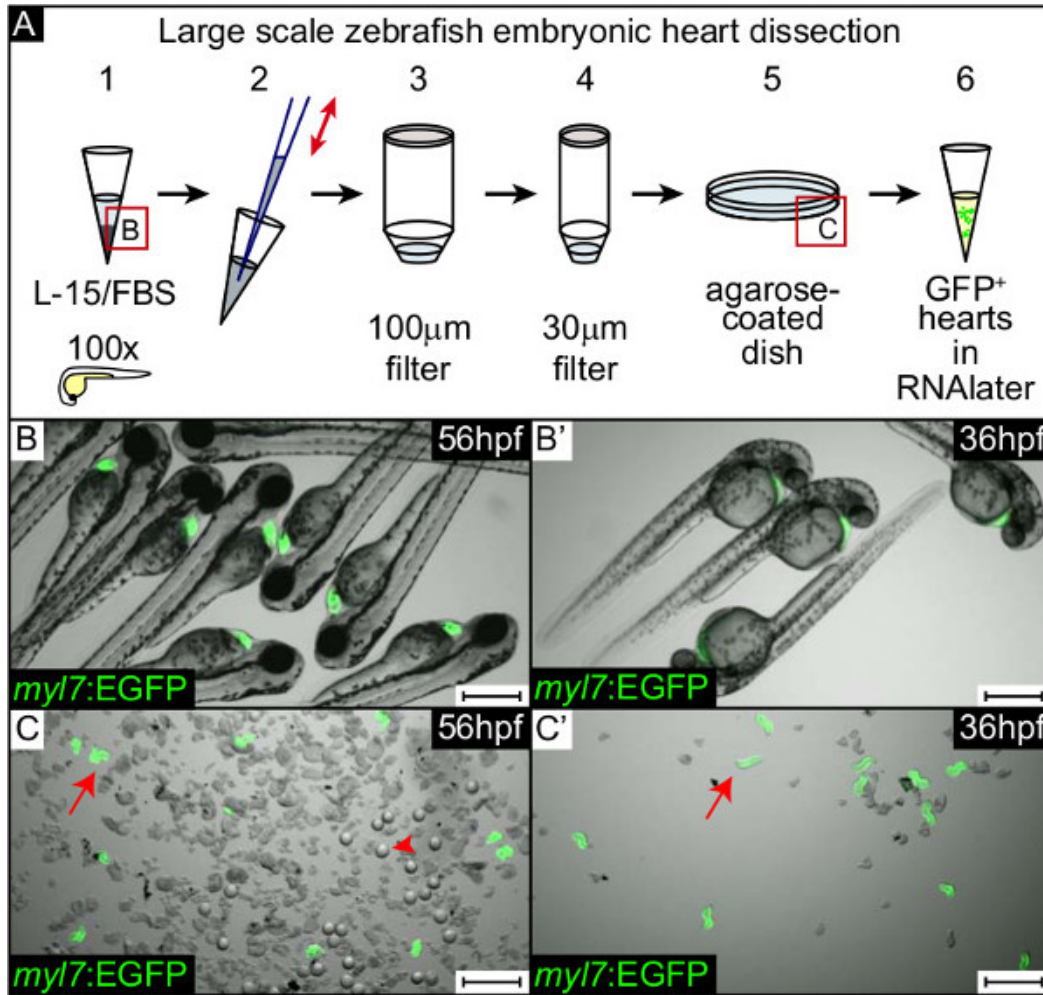 A
Large scale zebrafish embryonic heart dissection
1 2 3 4 5 6
B
C
L-15/FBS
100x
100µm
filter
30µm
filter
agarose-
coated
dish
GFP⁺
hearts
in
RNAlater
B 56hpf
myl7:EGFP
B' 36hpf
myl7:EGFP
C 56hpf
myl7:EGFP
C' 36hpf
myl7:EGFP